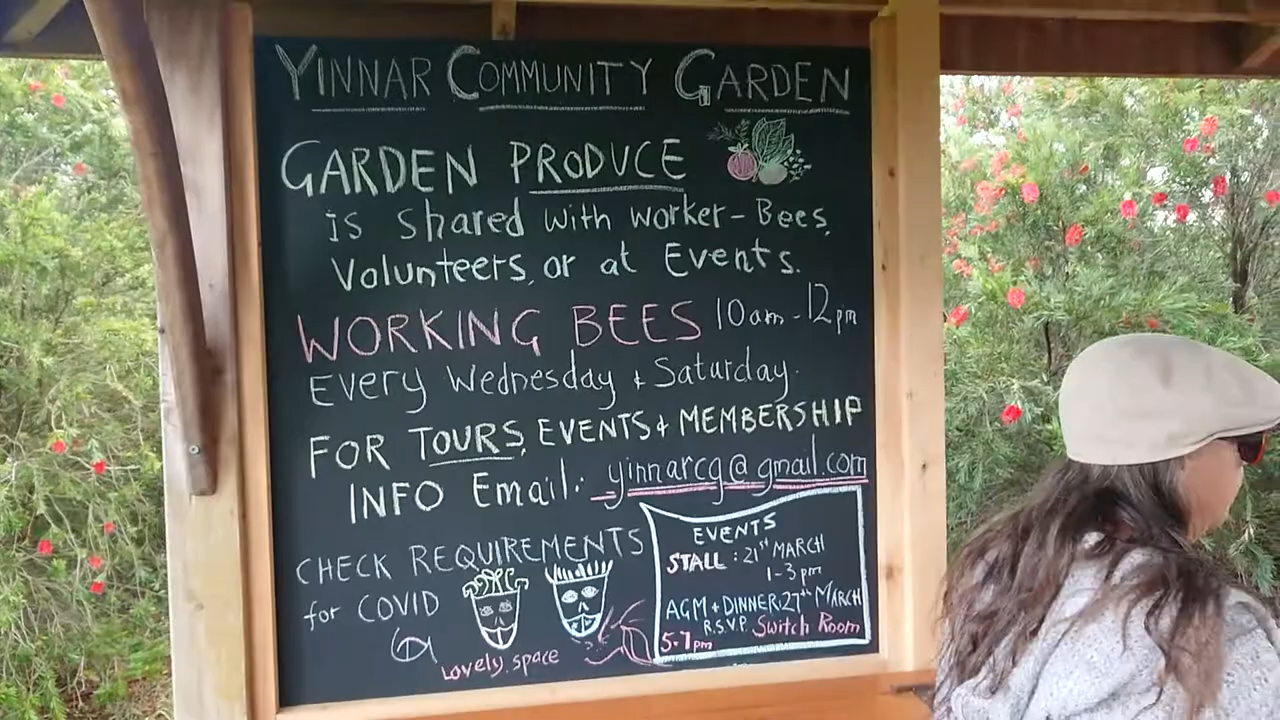 YINNAR COMMUNITY GARDEN
GARDEN PRODUCE
is shared with worker-Bees,
Volunteers, or at Events.
WORKING BEES 10am-12pm
Every Wednesday & Saturday.
FOR TOURS, EVENTS & MEMBERSHIP
INFO Email: yinnarcg@gmail.com
CHECK REQUIREMENTS
for COVID
Lovely space
EVENTS
STALL: 21ST MARCH
1-3pm
AGM + DINNER: 27th MARCH
R.S.V.P Switch Room
5-7pm